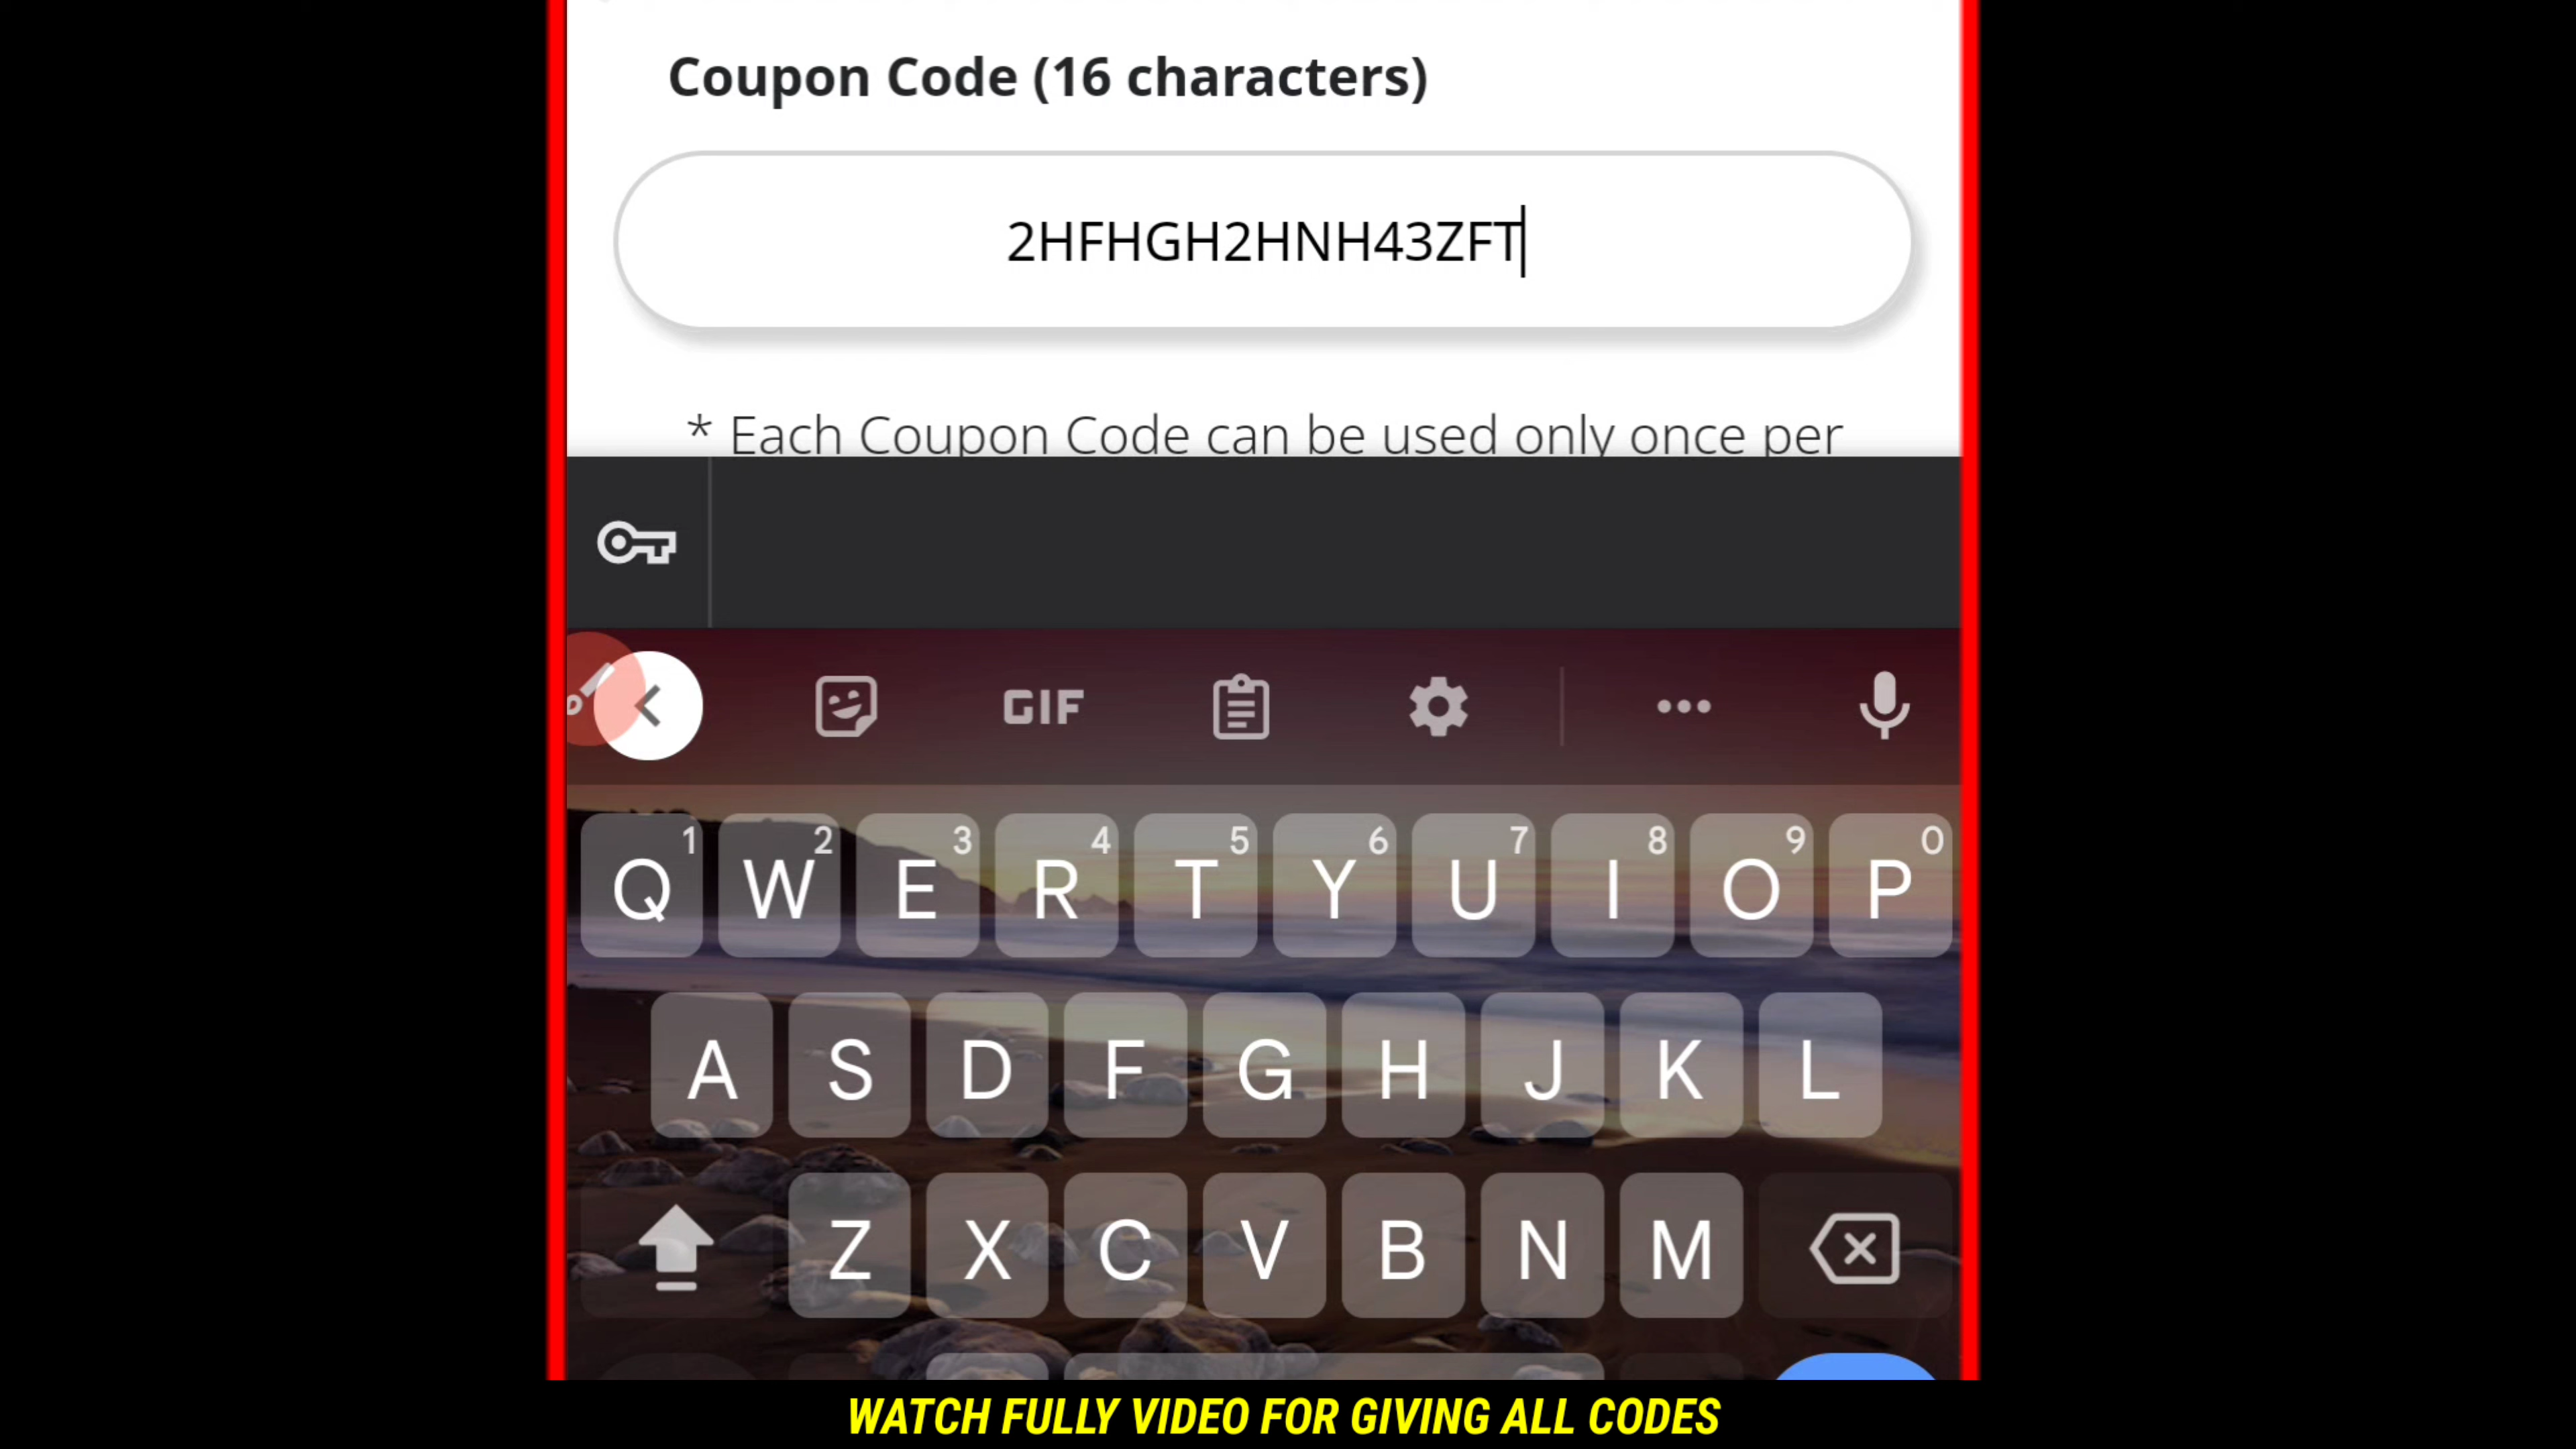 Coupon Code (16 characters)
2HFHGH2HNH43ZFT
* Each Coupon Code can be used only once per
GIF
1 2 3 4 5 6 7 8 9 0
Q W E R T Y U I O P
A S D F G H J K L
Z X C V B N M
WATCH FULLY VIDEO FOR GIVING ALL CODES